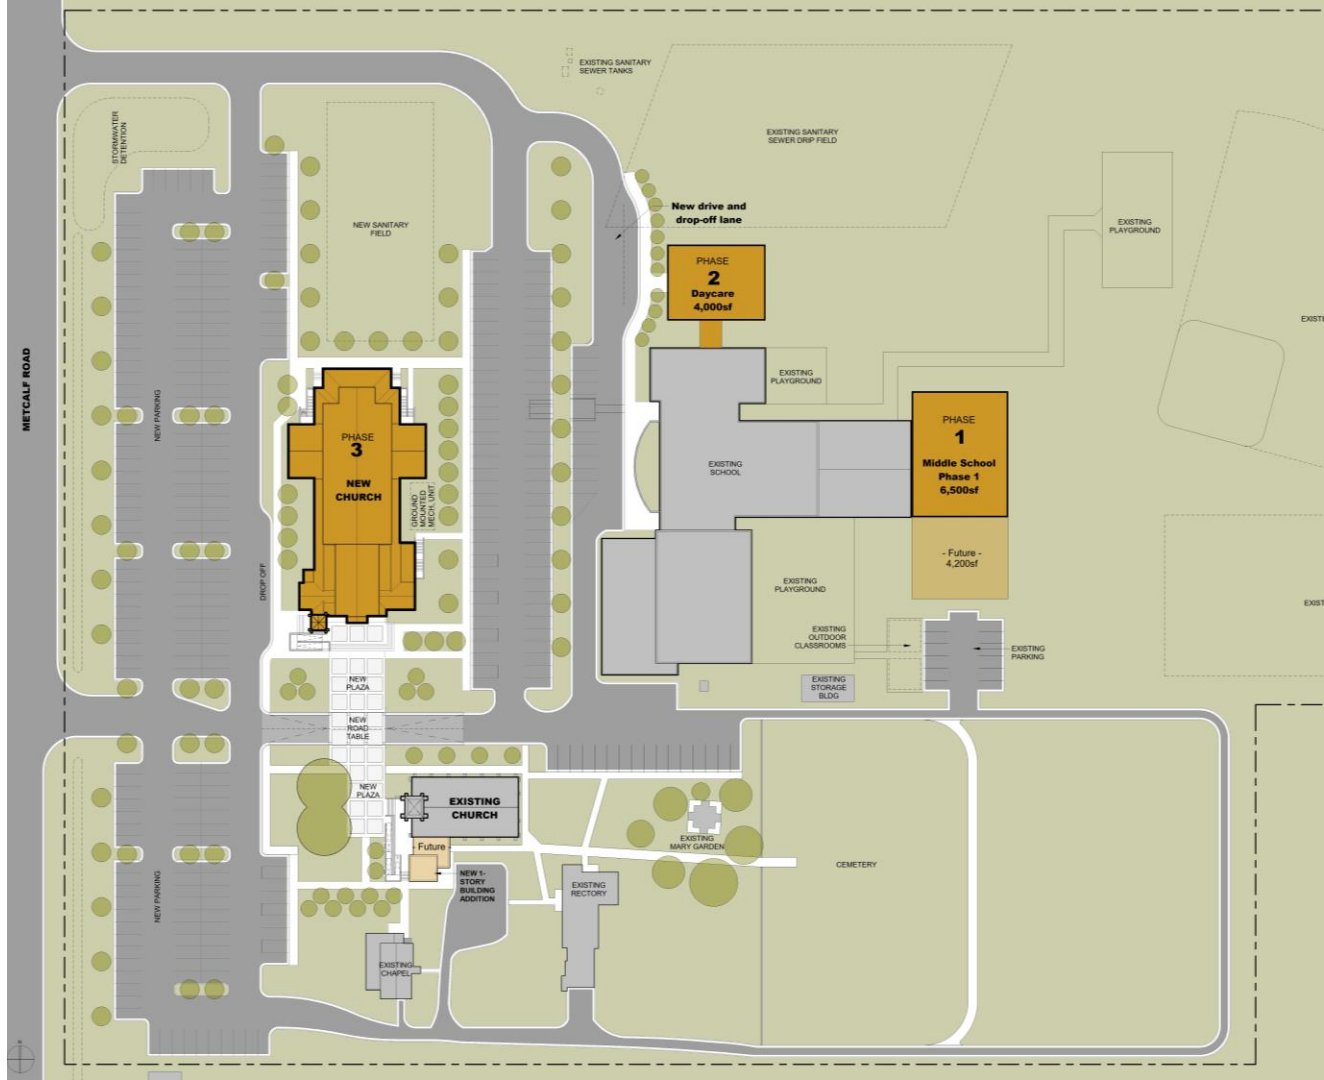 EXISTING SANITARY
SEWER TANKS
STORMWATER
DETENTION
EXISTING SANITARY
SEWER DRIP FIELD
New drive and
drop-off lane
NEW SANITARY
FIELD
EXISTING
PLAYGROUND
PHASE
2
Daycare
4,000sf
METCALF ROAD
NEW PARKING
EXISTING
PLAYGROUND
PHASE
3
NEW
CHURCH
PHASE
1
Middle School
Phase 1
6,500sf
EXISTING
SCHOOL
GROUND
MOUNTED
MECH. UNIT
- Future -
4,200sf
DROP OFF
EXISTING
PLAYGROUND
EXISTING
OUTDOOR
CLASSROOMS
EXISTING
PARKING
EXISTING
STORAGE
BLDG
NEW
PLAZA
NEW
ROAD
TABLE
NEW
PLAZA
EXISTING
CHURCH
- Future -
NEW 1-
STORY
BUILDING
ADDITION
EXISTING
MARY GARDEN
CEMETERY
EXISTING
RECTORY
NEW PARKING
EXISTING
CHAPEL